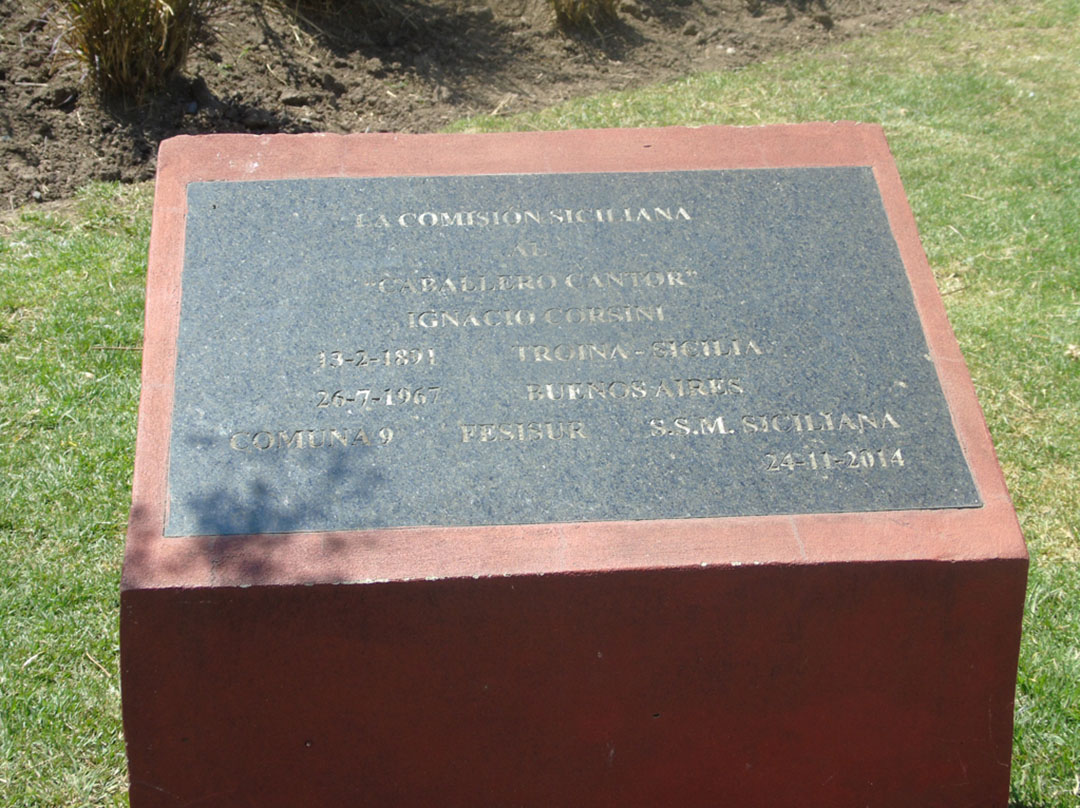 LA COMISIÓN SICILIANA
AL
"CABALLERO CANTOR"
IGNACIO CORSINI
13-2-1891 TROINA - SICILIA
26-7-1967 BUENOS AIRES
COMUNA 9 FESISUR S.S.M. SICILIANA
24-11-2014